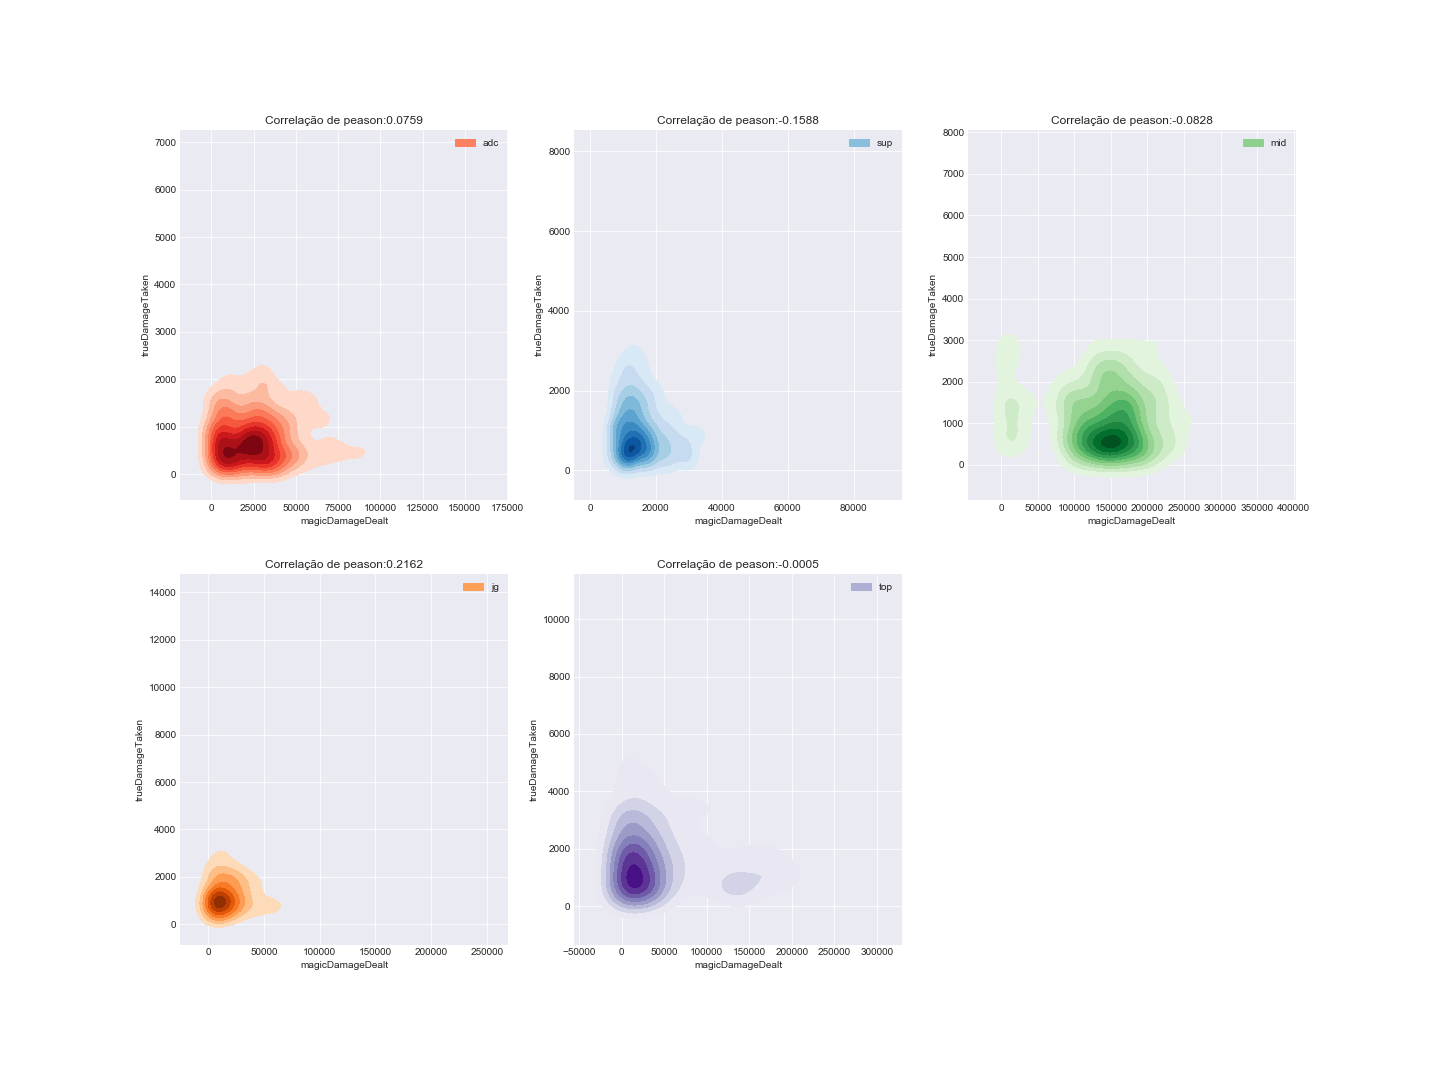 Correlação de peason:0.0759
adc
7000
6000
5000
4000
3000
2000
1000
0
trueDamageTaken
0 25000 50000 75000 100000 125000 150000 175000
magicDamageDealt
Correlação de peason:-0.1588
sup
8000
6000
4000
2000
0
trueDamageTaken
0 20000 40000 60000 80000
magicDamageDealt
Correlação de peason:-0.0828
mid
8000
7000
6000
5000
4000
3000
2000
1000
0
trueDamageTaken
0 50000 100000 150000 200000 250000 300000 350000 400000
magicDamageDealt
Correlação de peason:0.2162
jg
14000
12000
10000
8000
6000
4000
2000
0
trueDamageTaken
0 50000 100000 150000 200000 250000
magicDamageDealt
Correlação de peason:-0.0005
top
10000
8000
6000
4000
2000
0
trueDamageTaken
−50000 0 50000 100000 150000 200000 250000 300000
magicDamageDealt